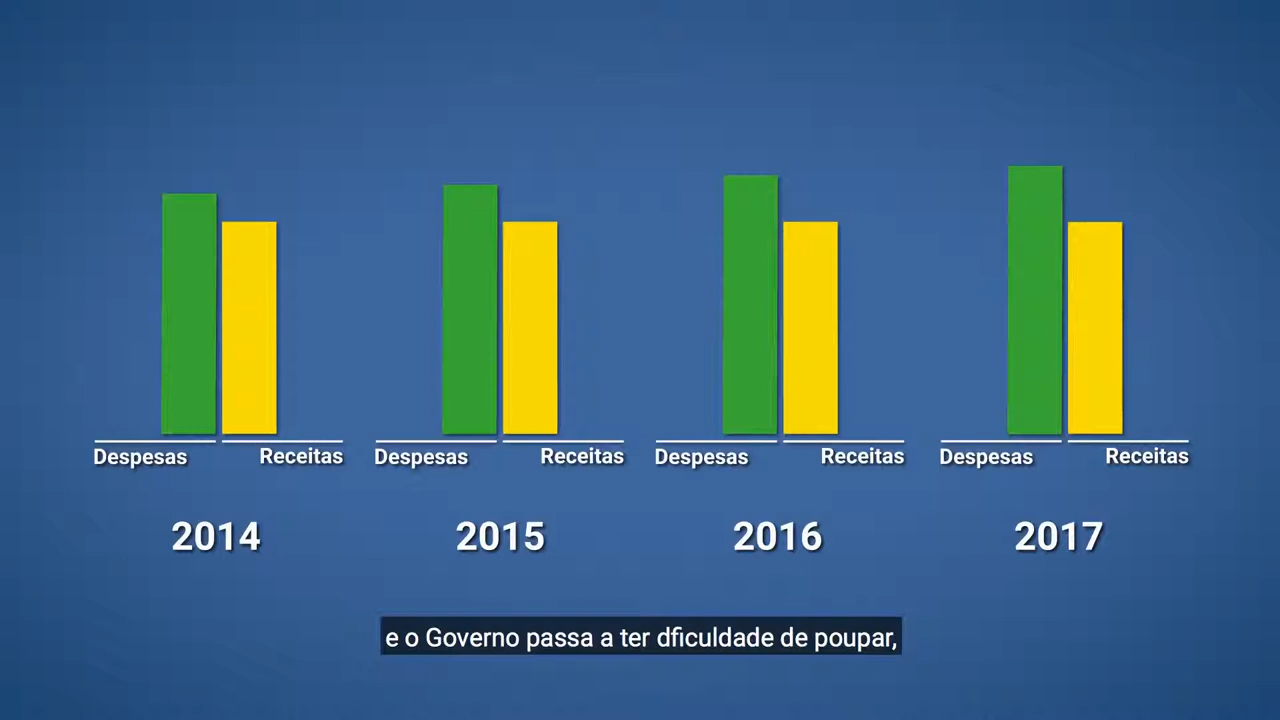 Despesas Receitas Despesas Receitas Despesas Receitas Despesas Receitas
2014 2015 2016 2017
e o Governo passa a ter dficuldade de poupar,